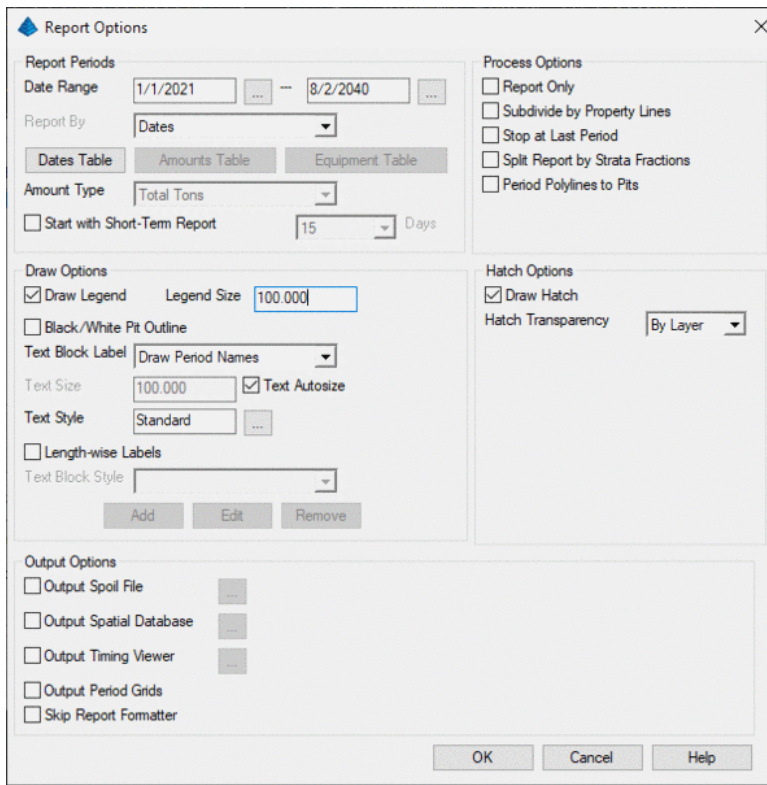 Report Options
Report Periods
Date Range 1/1/2021 ... -- 8/2/2040 ...
Report By Dates
Dates Table Amounts Table Equipment Table
Amount Type Total Tons
Start with Short-Term Report 15 Days
Process Options
Report Only
Subdivide by Property Lines
Stop at Last Period
Split Report by Strata Fractions
Period Polylines to Pits
Draw Options
Draw Legend Legend Size 100.000
Black/White Pit Outline
Text Block Label Draw Period Names
Text Size 100.000 Text Autosize
Text Style Standard ...
Length-wise Labels
Text Block Style
Add Edit Remove
Hatch Options
Draw Hatch
Hatch Transparency By Layer
Output Options
Output Spoil File ...
Output Spatial Database ...
Output Timing Viewer ...
Output Period Grids
Skip Report Formatter
OK Cancel Help